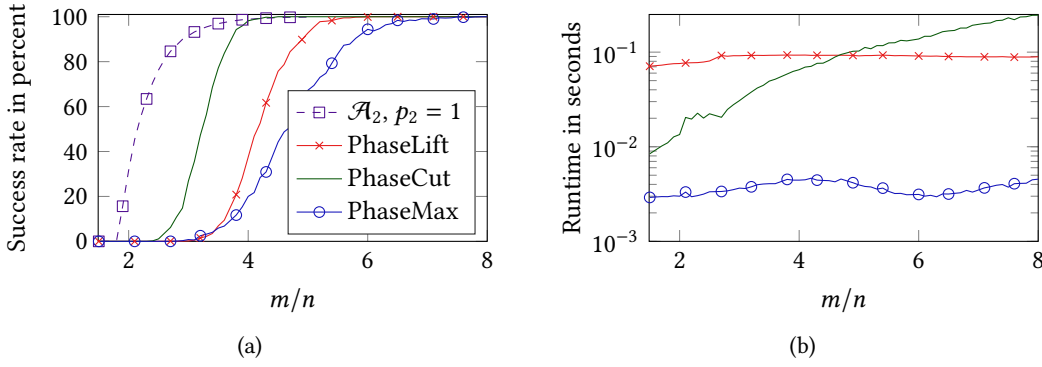 100
80
60
40
20
0
Success rate in percent
2
4
6
8
m/n
𝒜₂, p₂ = 1
PhaseLift
PhaseCut
PhaseMax
(a)
10⁻¹
10⁻²
10⁻³
Runtime in seconds
2
4
6
8
m/n
(b)